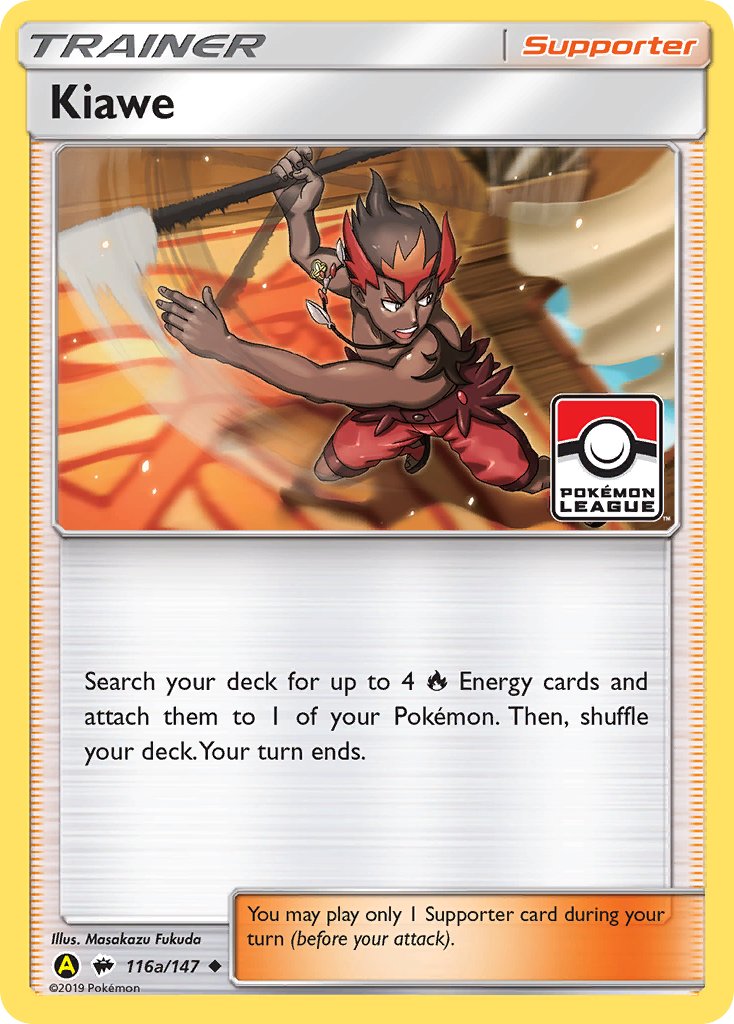 TRAINER
Supporter
Kiawe
POKÉMON
LEAGUE
™
Search your deck for up to 4 Energy cards and
attach them to 1 of your Pokémon. Then, shuffle
your deck. Your turn ends.
You may play only 1 Supporter card during your
turn (before your attack).
Illus. Masakazu Fukuda
A 116a/147
©2019 Pokémon